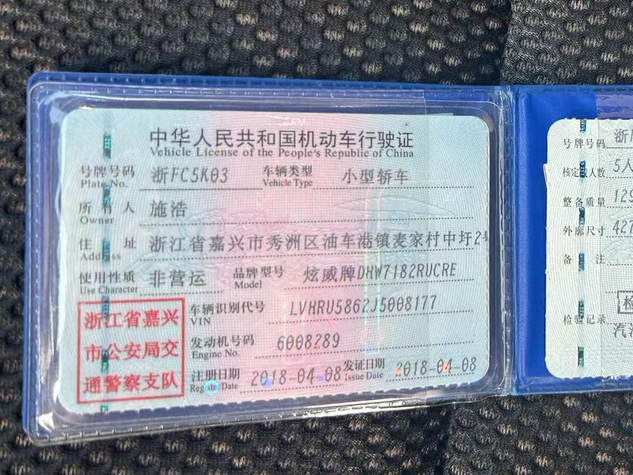 中华人民共和国机动车行驶证
Vehicle License of the People's Republic of China
号牌号码 浙FC5K03 车辆类型 小型轿车
Plate No. Vehicle Type
所有人 施浩
Owner
住址 浙江省嘉兴市秀洲区油车港镇麦家村中圩2
Address
使用性质 非营运 品牌型号 炫威牌DHW7182RUCRE
Use Character Model
浙江省嘉兴
市公安局交
通警察支队
车辆识别代号 LVHRU5862J5008177
VIN
发动机号码 6008289
Engine No.
注册日期 2018-04-08 发证日期 2018-04-08
Register Date Issue Date
号牌号码 浙
核定人数 5人
整备质量
外廓尺寸 427
备注
检验记录